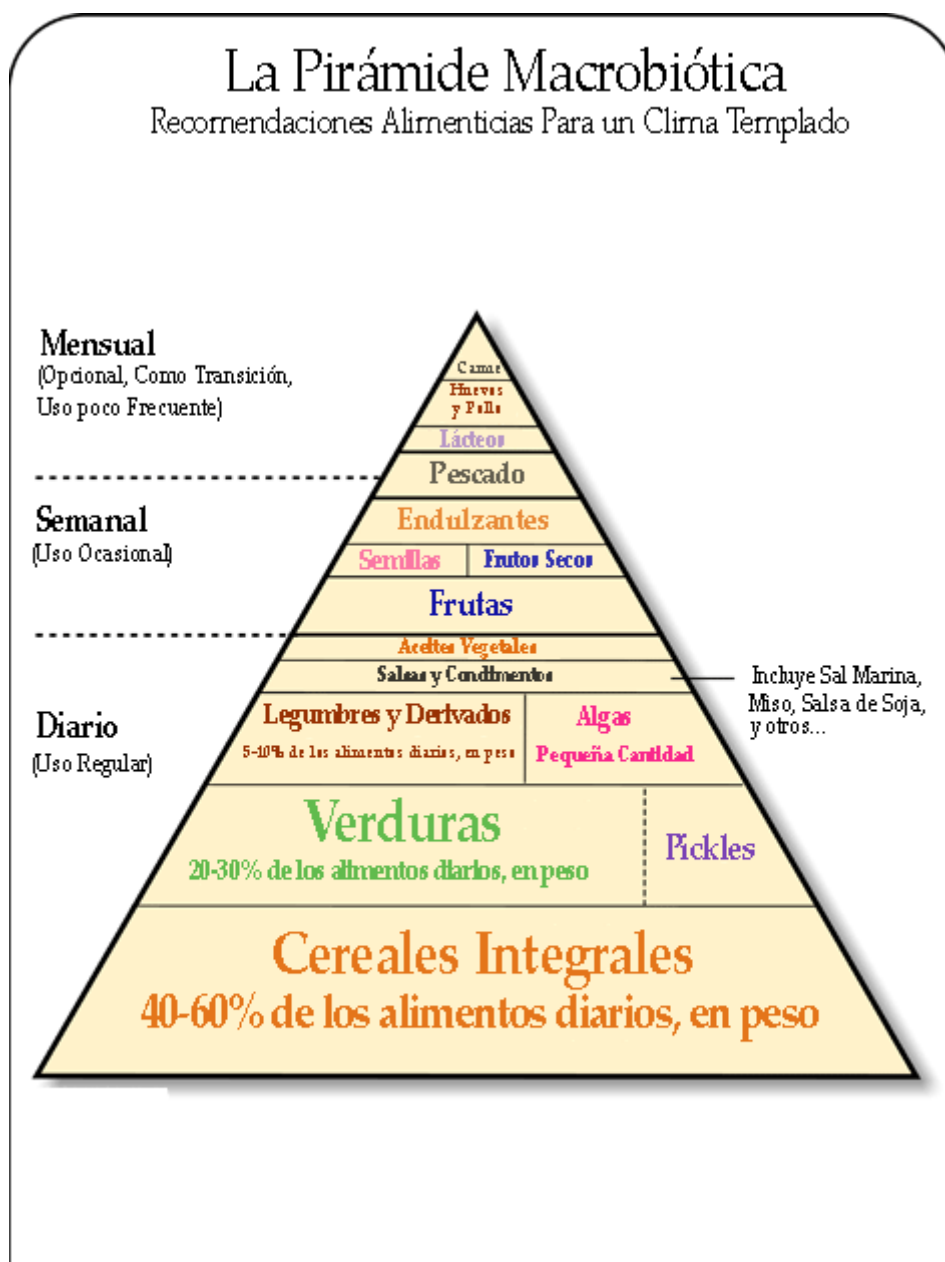 La Pirámide Macrobiótica
Recomendaciones Alimenticias Para un Clima Templado
Mensual
(Opcional, Como Transición,
Uso poco Frecuente)
Carne
Huevos
y Pollo
Lácteos
Pescado
Semanal
(Uso Ocasional)
Endulzantes
Semillas
Frutos Secos
Frutas
Aceites Vegetales
Salsas y Condimentos
Incluye Sal Marina,
Miso, Salsa de Soja,
y otros...
Diario
(Uso Regular)
Legumbres y Derivados
5-10% de los alimentos diarios, en peso
Algas
Pequeña Cantidad
Verduras
20-30% de los alimentos diarios, en peso
Pickles
Cereales Integrales
40-60% de los alimentos diarios, en peso